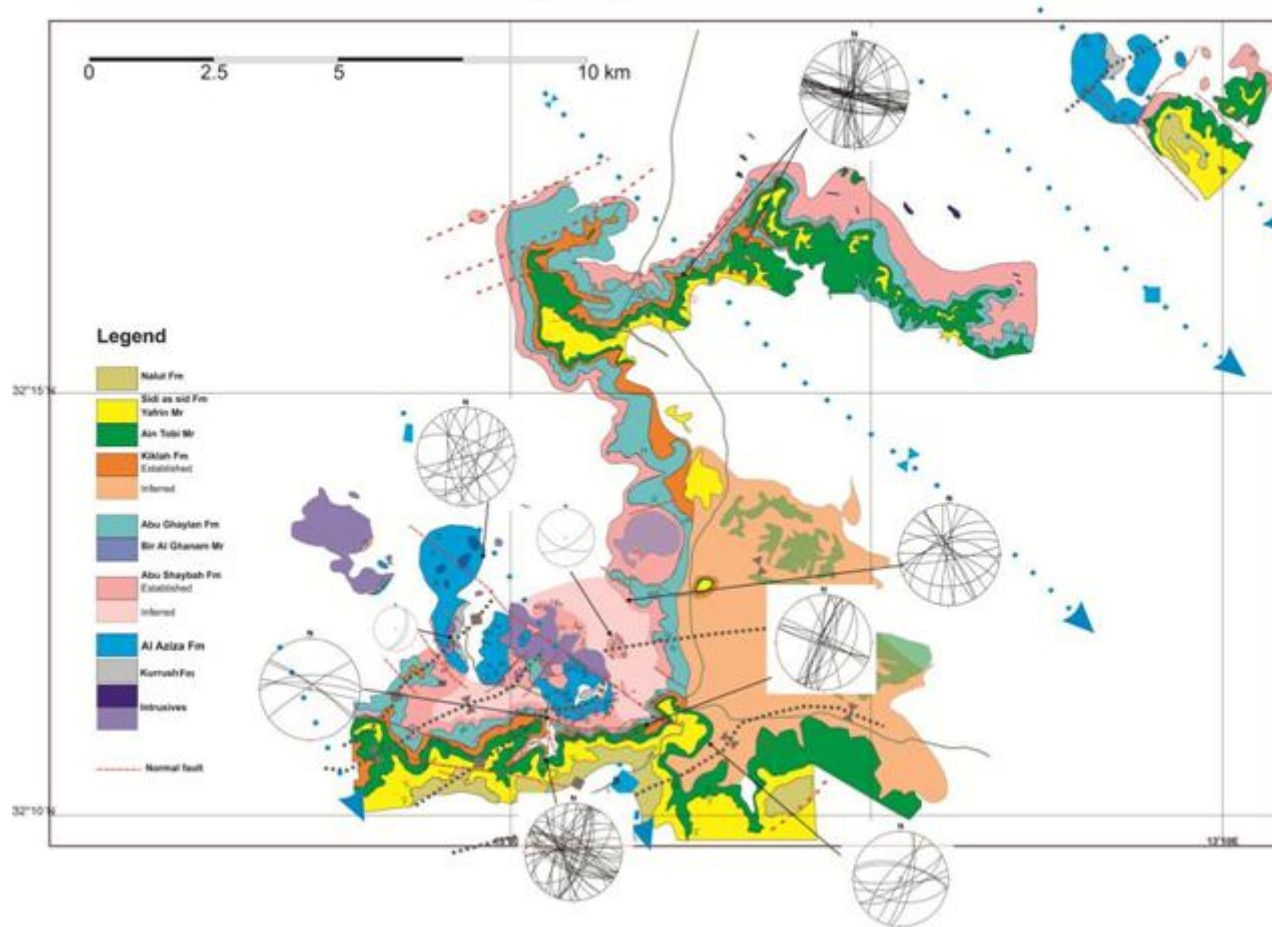 0 2.5 5 10 km
N
Legend
Nalut Fm
Sidi as sid Fm
Yafrin Mr
Ain Tobi Mr
Kiklah Fm
Established
Inferred
Abu Ghaylan Fm
Bir Al Ghanam Mr
Abu Shaybah Fm
Established
Inferred
Al Aziza Fm
Kurrush Fm
Intrusives
Normal fault
32°15'N
N
N
N
N
32°10'N
N
N
N